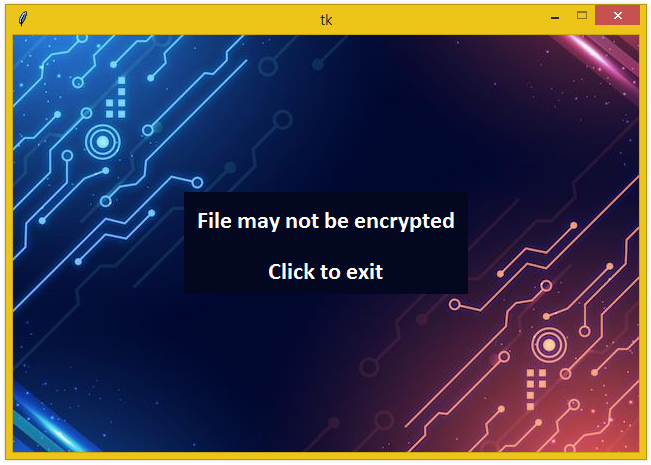 tk
File may not be encrypted
Click to exit